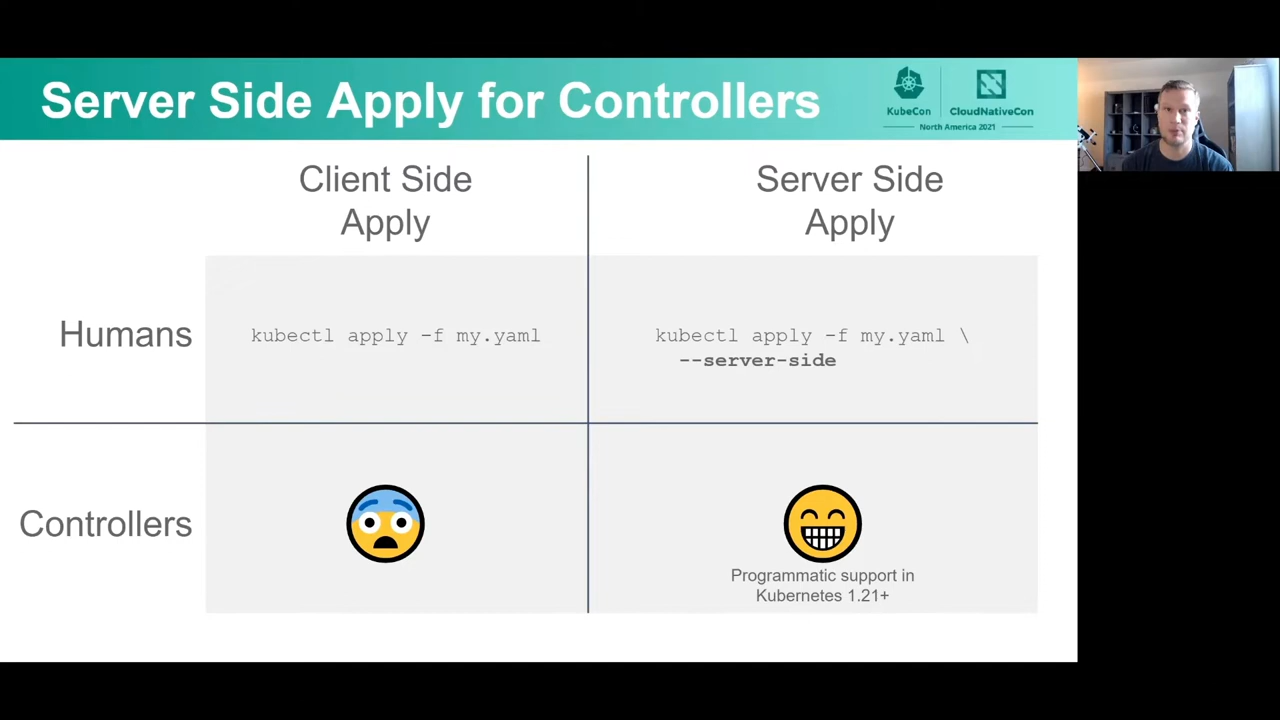 Server Side Apply for Controllers
KubeCon
CloudNativeCon
North America 2021
Client Side
Apply
Server Side
Apply
Humans
kubectl apply -f my.yaml
kubectl apply -f my.yaml \
--server-side
Controllers
Programmatic support in
Kubernetes 1.21+